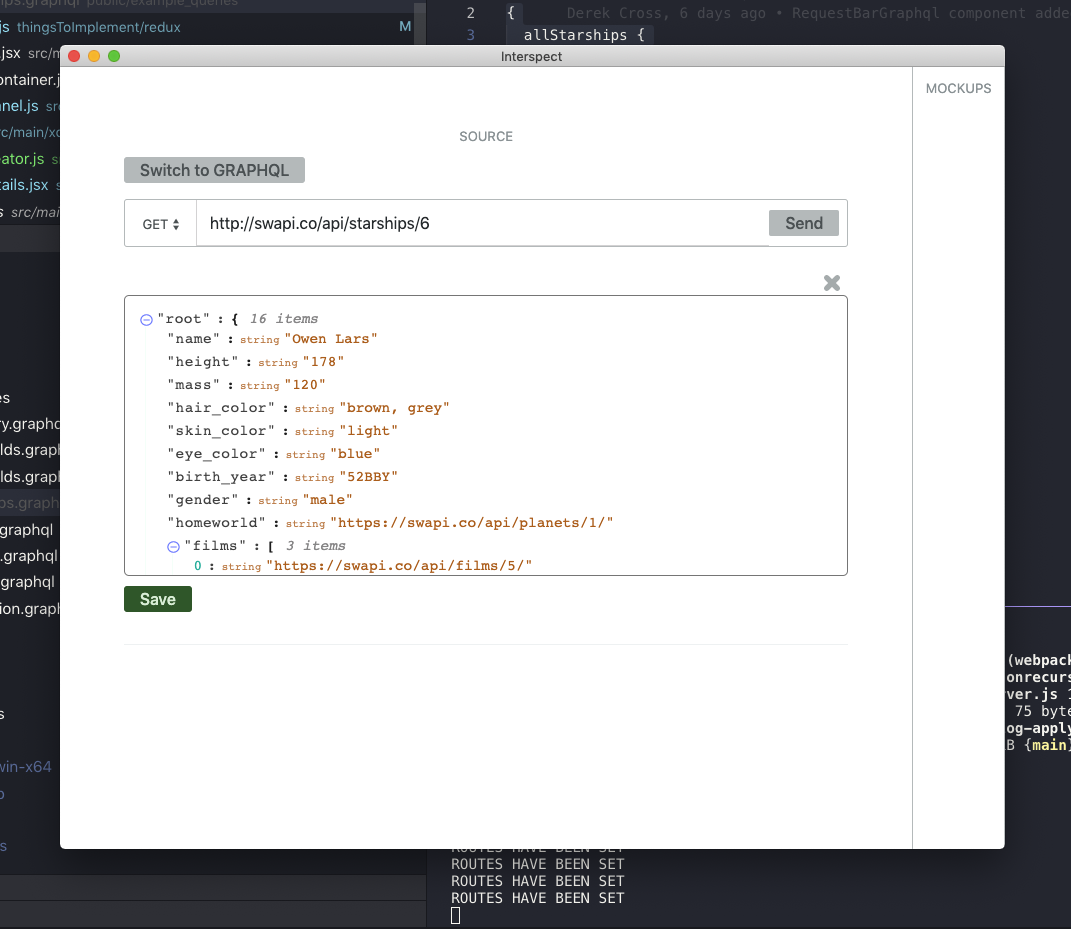 public/example_queries
js thingsToImplement/redux
M
2 { Derek Cross, 6 days ago • RequestBarGraphql component adde
3 allStarships {
.jsx src/m
ontainer.j
nel.js
rc/main/xc
eator.js
tails.jsx
src/mai
es
ry.graphq
lds.graph
lds.graph
ps.graph
graphql
.graphql
graphql
ion.graph
s
win-x64
s
Interspect
MOCKUPS
SOURCE
Switch to GRAPHQL
GET http://swapi.co/api/starships/6 Send
"root" : { 16 items
"name" : string "Owen Lars"
"height" : string "178"
"mass" : string "120"
"hair_color" : string "brown, grey"
"skin_color" : string "light"
"eye_color" : string "blue"
"birth_year" : string "52BBY"
"gender" : string "male"
"homeworld" : string "https://swapi.co/api/planets/1/"
"films" : [ 3 items
0 : string "https://swapi.co/api/films/5/"
Save
(webpack
onrecurs
ver.js 1
75 byte
og-apply
B {main}
ROUTES HAVE BEEN SET
ROUTES HAVE BEEN SET
ROUTES HAVE BEEN SET
ROUTES HAVE BEEN SET